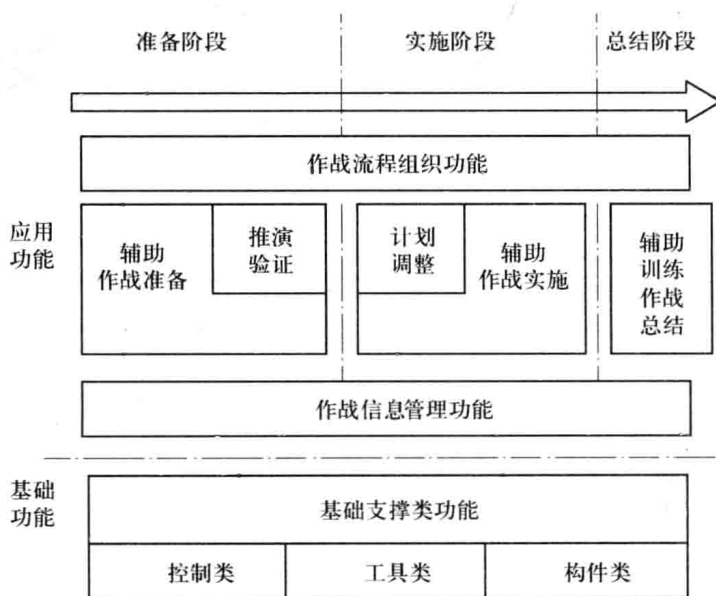 准备阶段
实施阶段
总结阶段
作战流程组织功能
应用
功能
辅助
作战准备
推演
验证
计划
调整
辅助
作战实施
辅助
训练
作战
总结
作战信息管理功能
基础
功能
基础支撑类功能
控制类
工具类
构件类